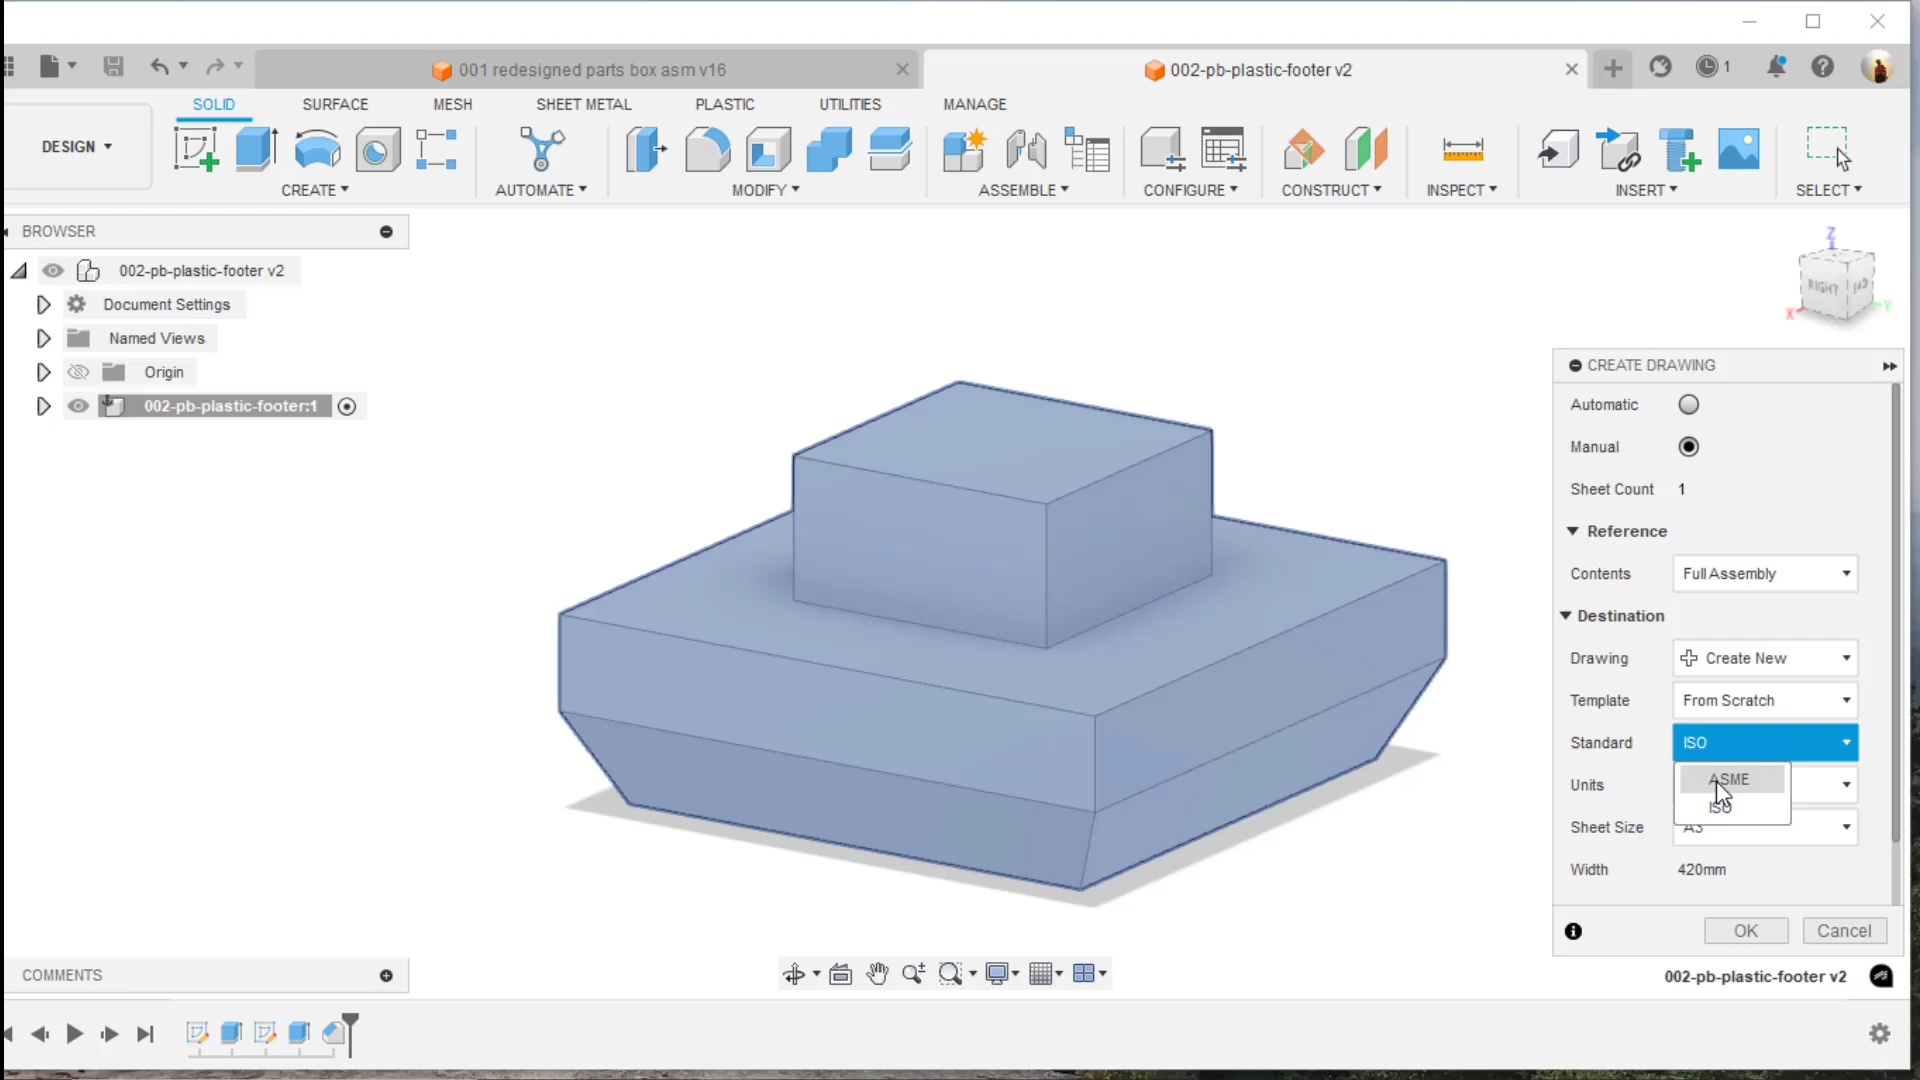 001 redesigned parts box asm v16
002-pb-plastic-footer v2
1
SOLID
SURFACE
MESH
SHEET METAL
PLASTIC
UTILITIES
MANAGE
DESIGN
CREATE
AUTOMATE
MODIFY
ASSEMBLE
CONFIGURE
CONSTRUCT
INSPECT
INSERT
SELECT
BROWSER
002-pb-plastic-footer v2
Document Settings
Named Views
Origin
002-pb-plastic-footer:1
Z
RIGHT
Y
X
CREATE DRAWING
Automatic
Manual
Sheet Count 1
Reference
Contents Full Assembly
Destination
Drawing Create New
Template From Scratch
Standard ISO
ASME
Units
ISO
Sheet Size A3
Width 420mm
OK Cancel
COMMENTS
002-pb-plastic-footer v2